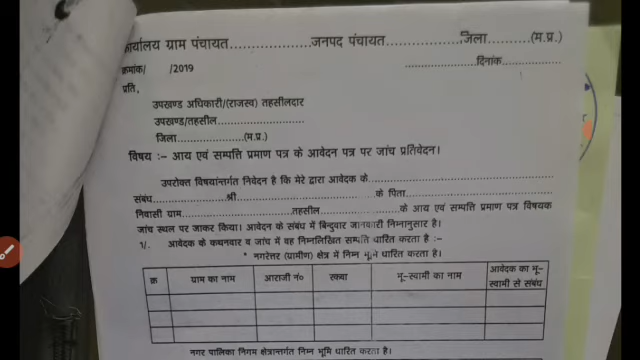 कार्यालय ग्राम पंचायत....................जनपद पंचायत..................जिला..........(म.प्र.)
क्रमांक/ /2019 ..................दिनांक...............
प्रति,
उपखण्ड अधिकारी/(राजस्व) तहसीलदार
उपखण्ड/तहसील......................
जिला.................(म.प्र.)
विषय :– आय एवं सम्पत्ति प्रमाण पत्र के आवेदन पत्र पर जांच प्रतिवेदन।
उपरोक्त विषयांन्तर्गत निवेदन है कि मेरे द्वारा आवेदक के..............................................
संबंध..................श्री...................................के पिता...................................
निवासी ग्राम...........................तहसील....................के आय एवं सम्पत्ति प्रमाण पत्र विषयक
जांच स्थल पर जाकर किया। आवेदन के संबंध में बिन्दुवार जानकारी निम्नानुसार है।
1/. आवेदक के कथनवार व जांच में वह निम्नलिखित सम्पति धारित करता है :–
* नगरेत्तर (ग्रामीण) क्षेत्र में निम्न भूमि धारित करता है।
क्र ग्राम का नाम आराजी नं० रकवा भू–स्वामी का नाम आवेदक का भू–
स्वामी से संबंध
नगर पालिका निगम क्षेत्रान्तर्गत निम्न भूमि धारित करता है।